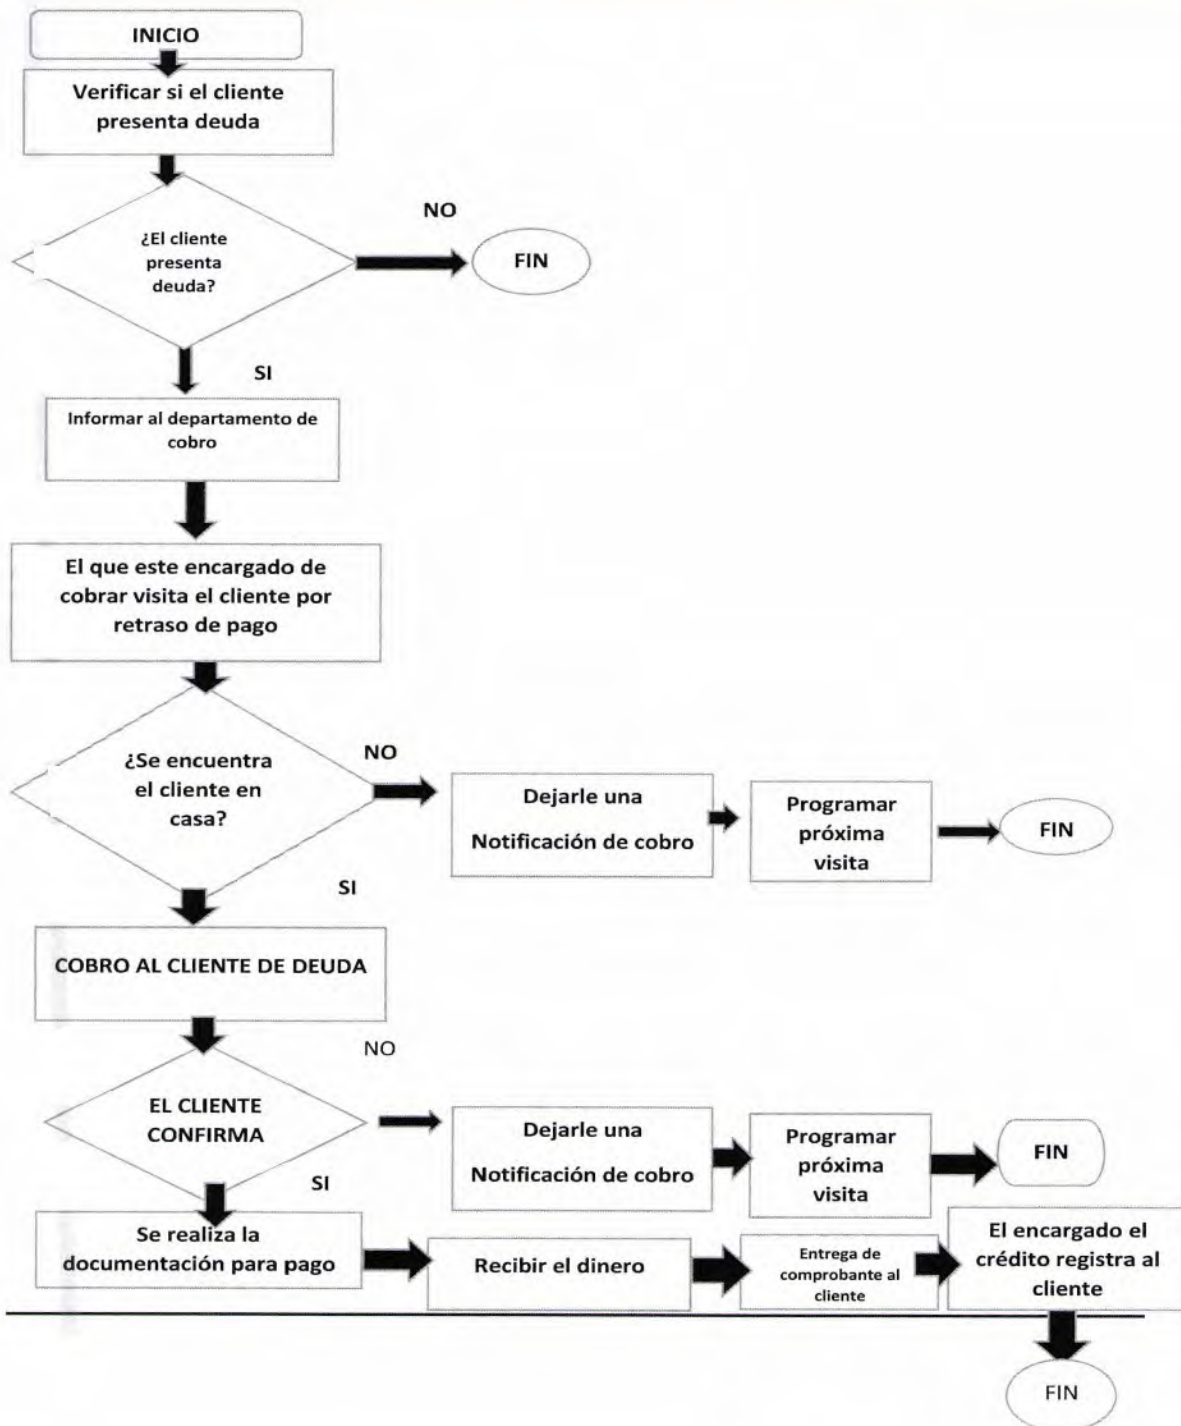 INICIO
Verificar si el cliente
presenta deuda
NO
¿El cliente
presenta
deuda?
FIN
SI
Informar al departamento de
cobro
El que este encargado de
cobrar visita el cliente por
retraso de pago
¿Se encuentra
el cliente en
casa?
NO
Dejarle una
Notificación de cobro
Programar
próxima
visita
FIN
SI
COBRO AL CLIENTE DE DEUDA
NO
EL CLIENTE
CONFIRMA
Dejarle una
Notificación de cobro
Programar
próxima
visita
FIN
SI
Se realiza la
documentación para pago
Recibir el dinero
Entrega de
comprobante al
cliente
El encargado el
crédito registra al
cliente
FIN